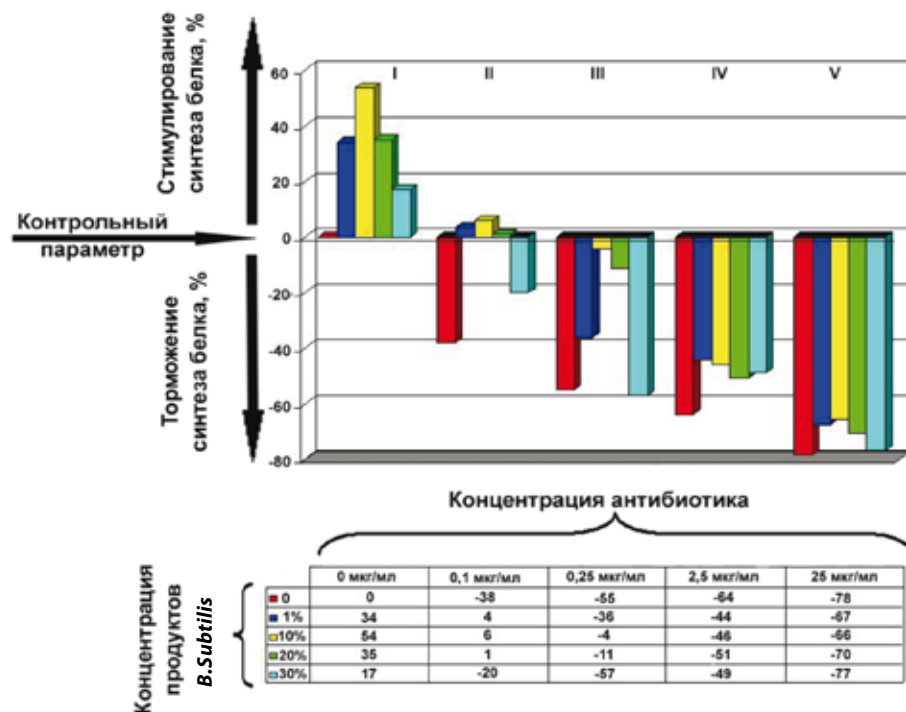 Стимулирование
синтеза белка, %
Контрольный
параметр
Торможение
синтеза белка, %
I II III IV V
60
40
20
0
-20
-40
-60
-80
Концентрация антибиотика
Концентрация
продуктов
B.Subtilis
0 мкг/мл 0,1 мкг/мл 0,25 мкг/мл 2,5 мкг/мл 25 мкг/мл
0 0 -38 -55 -64 -78
1% 34 4 -36 -44 -67
10% 54 6 -4 -46 -66
20% 35 1 -11 -51 -70
30% 17 -20 -57 -49 -77